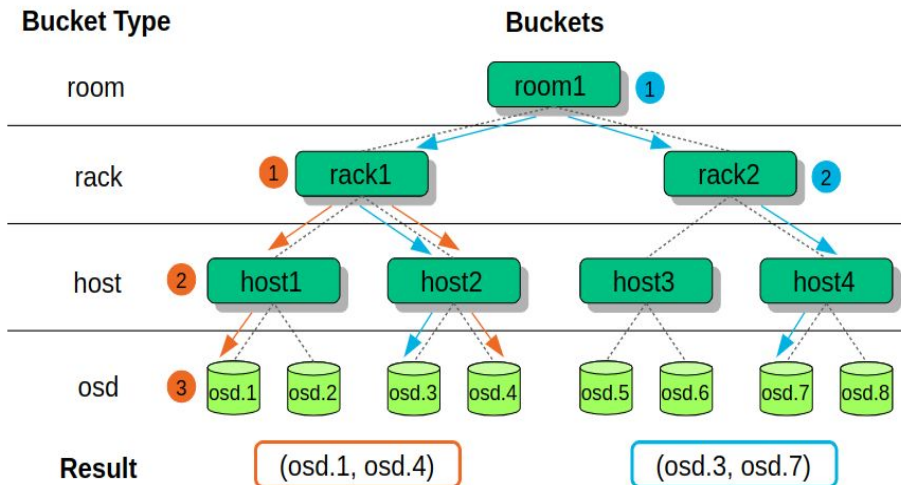 Bucket Type Buckets
room room1 1
1 rack rack1 rack2 2
host 2 host1 host2 host3 host4
osd 3 osd.1 osd.2 osd.3 osd.4 osd.5 osd.6 osd.7 osd.8
Result (osd.1, osd.4) (osd.3, osd.7)